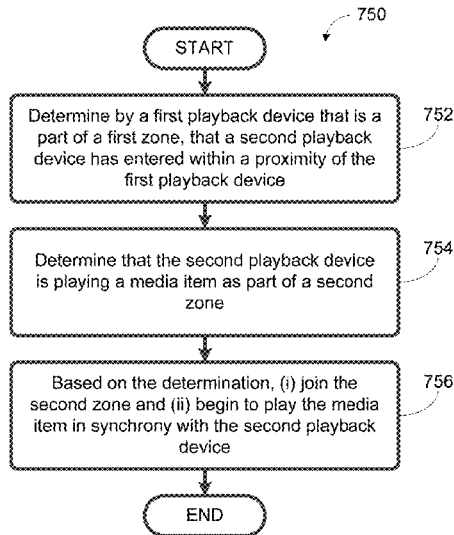 750
START
Determine by a first playback device that is a
part of a first zone, that a second playback
device has entered within a proximity of the
first playback device
752
Determine that the second playback device
is playing a media item as part of a second
zone
754
Based on the determination, (i) join the
second zone and (ii) begin to play the media
item in synchrony with the second playback
device
756
END